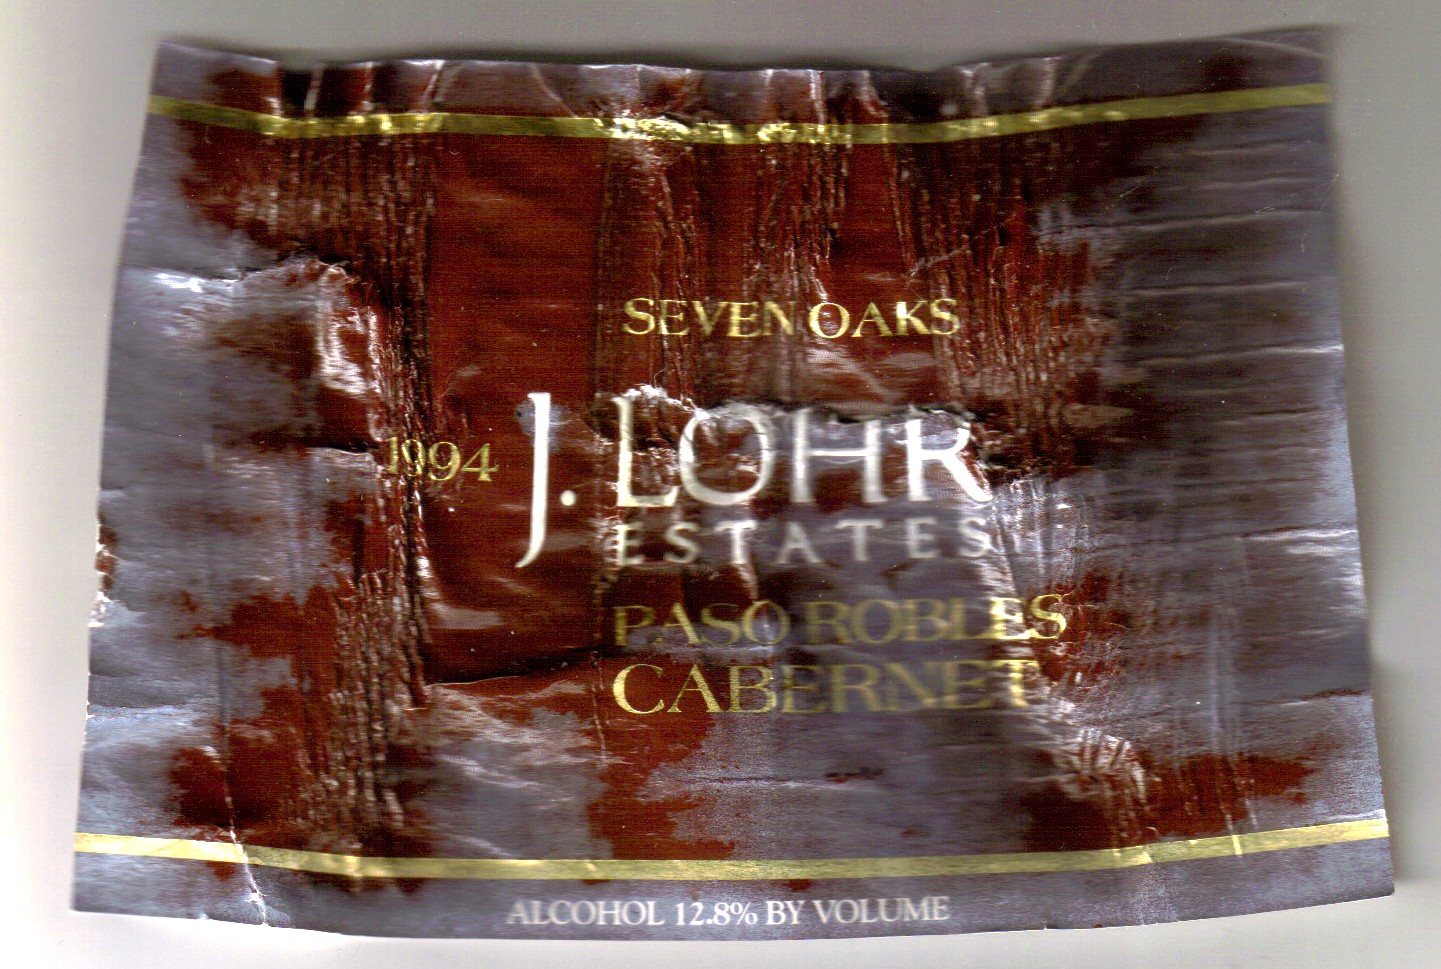 SEVEN OAKS
1994
J. LOHR
ESTATES
PASO ROBLES
CABERNET
ALCOHOL 12.8% BY VOLUME